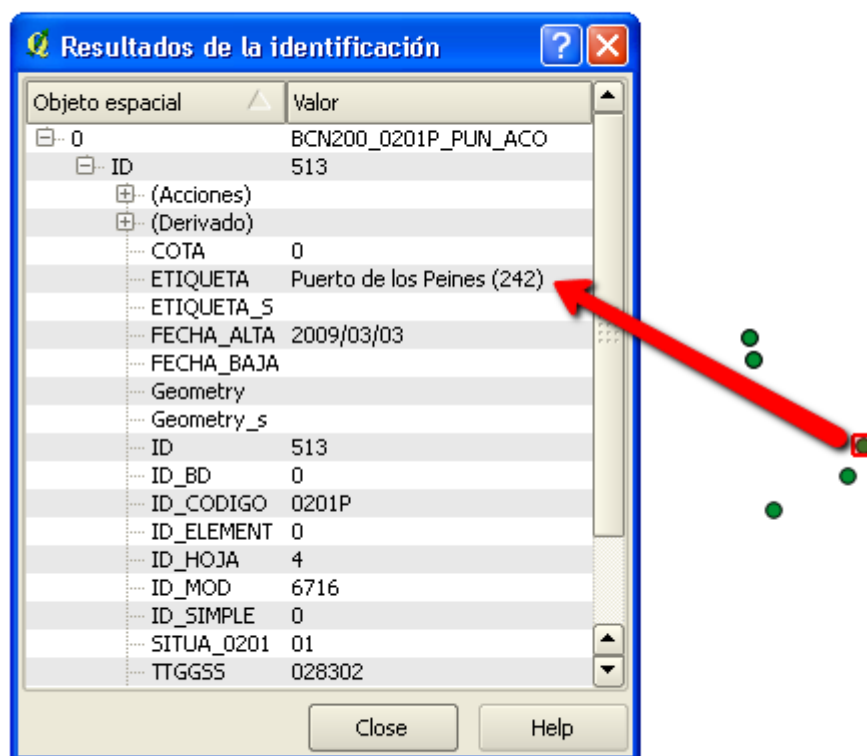 Resultados de la identificación
Objeto espacial Valor
0 BCN200_0201P_PUN_ACO
ID 513
(Acciones)
(Derivado)
COTA 0
ETIQUETA Puerto de los Peines (242)
ETIQUETA_S
FECHA_ALTA 2009/03/03
FECHA_BAJA
Geometry
Geometry_s
ID 513
ID_BD 0
ID_CODIGO 0201P
ID_ELEMENT 0
ID_HOJA 4
ID_MOD 6716
ID_SIMPLE 0
SITUA_0201 01
TTGGSS 028302
Close Help